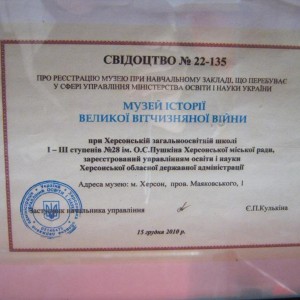 СВІДОЦТВО № 22-135
ПРО РЕЄСТРАЦІЮ МУЗЕЮ ПРИ НАВЧАЛЬНОМУ ЗАКЛАДІ, ЩО ПЕРЕБУВАЄ
У СФЕРІ УПРАВЛІННЯ МІНІСТЕРСТВА ОСВІТИ І НАУКИ УКРАЇНИ
МУЗЕЙ ІСТОРІЇ
ВЕЛИКОЇ ВІТЧИЗНЯНОЇ ВІЙНИ
при Херсонській загальноосвітній школі
І – ІІІ ступенів №28 ім. О.С.Пушкіна Херсонської міської ради,
зареєстрований управлінням освіти і науки
Херсонської обласної державної адміністрації
Адреса музею: м. Херсон, пров. Маяковського, 1
Заступник начальника управління
Є.П.Кулькіна
15 грудня 2010 р.